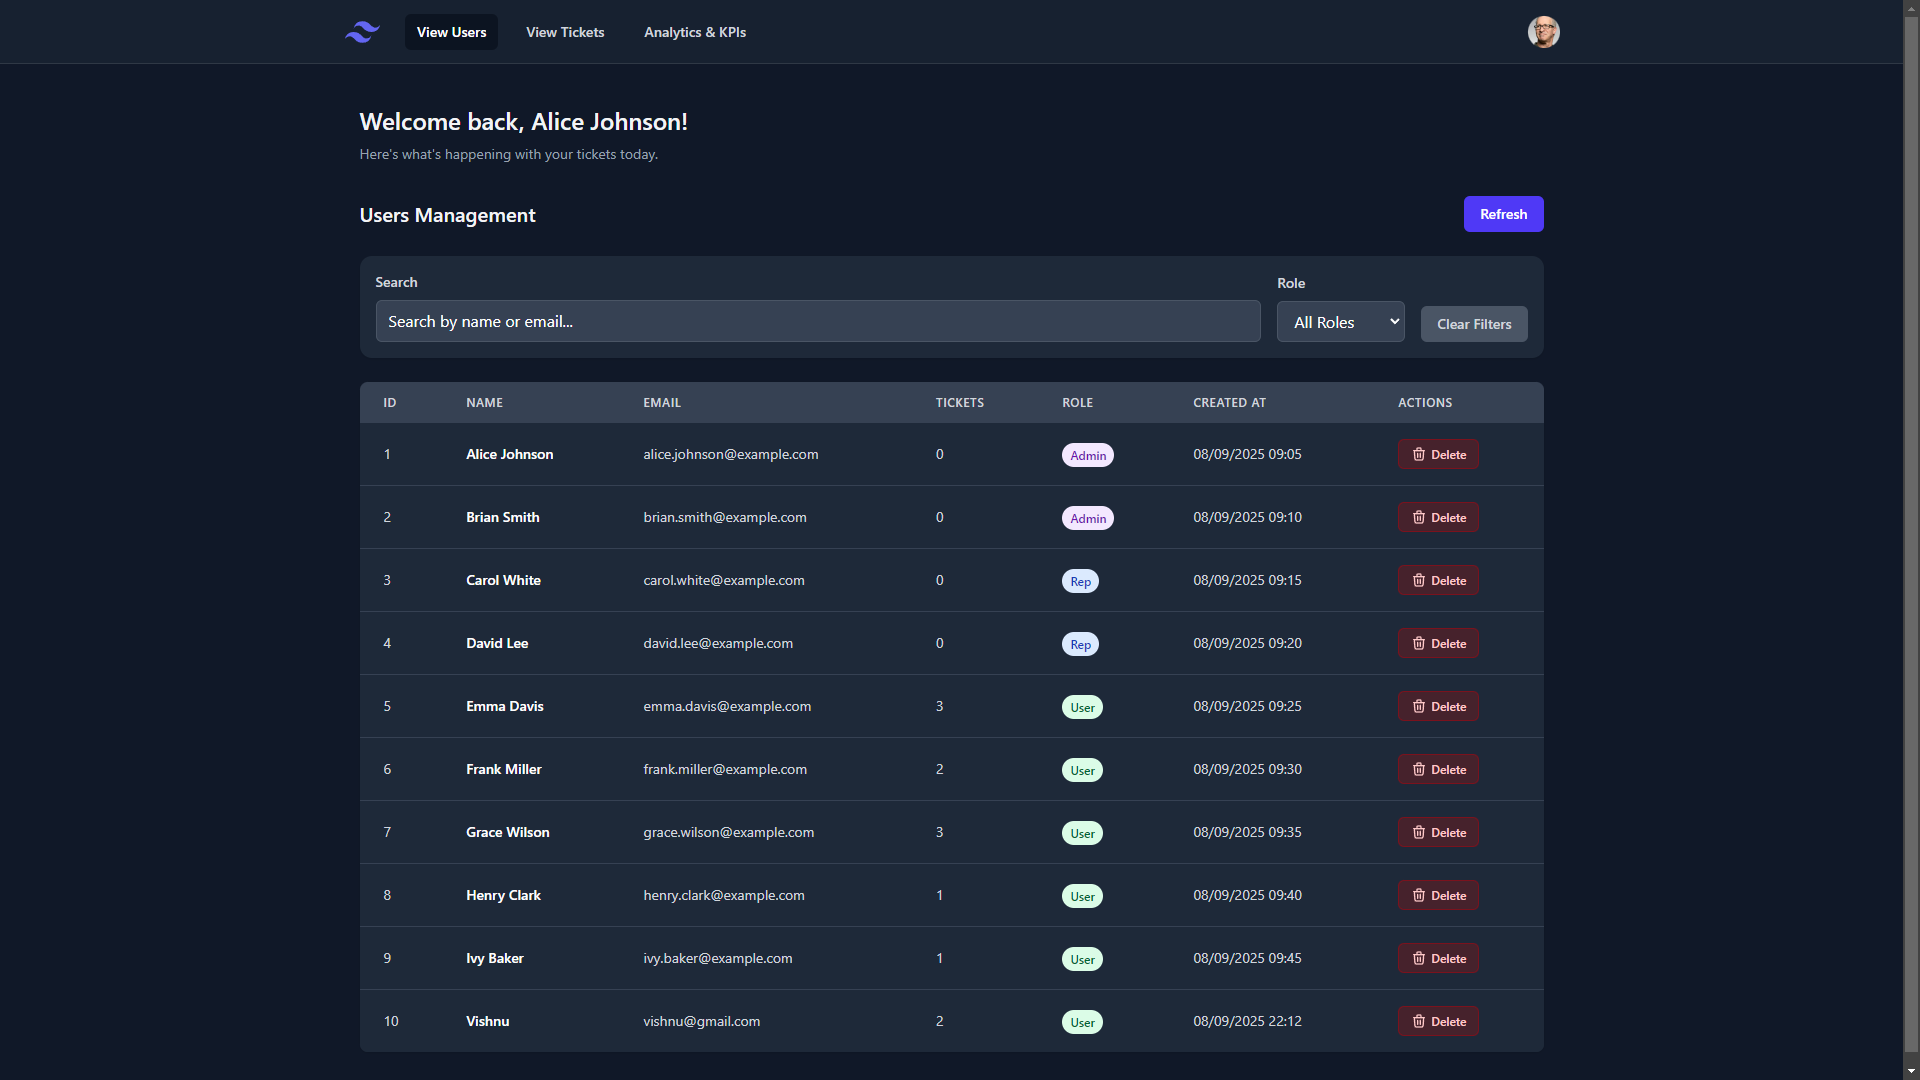 View Users View Tickets Analytics & KPIs
Welcome back, Alice Johnson!
Here's what's happening with your tickets today.
Users Management Refresh
Search Role
Search by name or email... All Roles Clear Filters
ID NAME EMAIL TICKETS ROLE CREATED AT ACTIONS
1 Alice Johnson alice.johnson@example.com 0 Admin 08/09/2025 09:05 Delete
2 Brian Smith brian.smith@example.com 0 Admin 08/09/2025 09:10 Delete
3 Carol White carol.white@example.com 0 Rep 08/09/2025 09:15 Delete
4 David Lee david.lee@example.com 0 Rep 08/09/2025 09:20 Delete
5 Emma Davis emma.davis@example.com 3 User 08/09/2025 09:25 Delete
6 Frank Miller frank.miller@example.com 2 User 08/09/2025 09:30 Delete
7 Grace Wilson grace.wilson@example.com 3 User 08/09/2025 09:35 Delete
8 Henry Clark henry.clark@example.com 1 User 08/09/2025 09:40 Delete
9 Ivy Baker ivy.baker@example.com 1 User 08/09/2025 09:45 Delete
10 Vishnu vishnu@gmail.com 2 User 08/09/2025 22:12 Delete